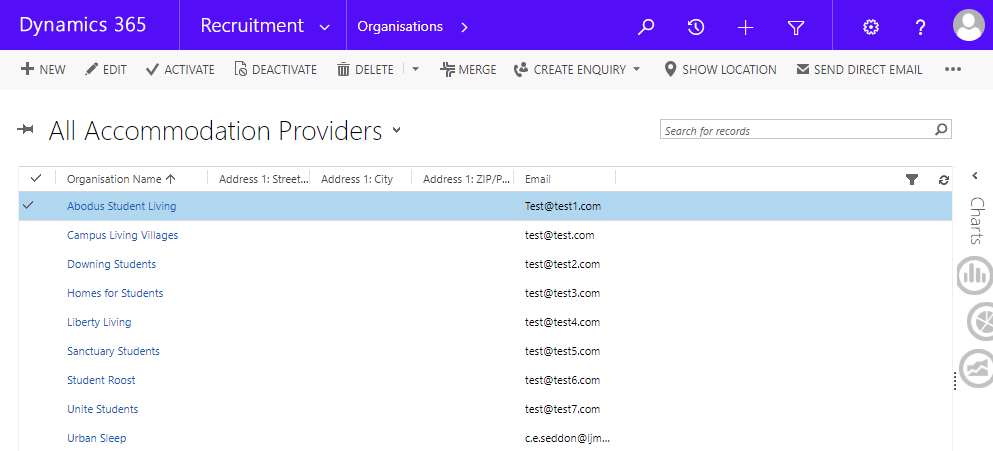 Dynamics 365 Recruitment Organisations
NEW EDIT ACTIVATE DEACTIVATE DELETE MERGE CREATE ENQUIRY SHOW LOCATION SEND DIRECT EMAIL
All Accommodation Providers Search for records
Organisation Name Address 1: Street... Address 1: City Address 1: ZIP/P... Email
Abodus Student Living Test@test1.com
Campus Living Villages test@test.com
Downing Students test@test2.com
Homes for Students test@test3.com
Liberty Living test@test4.com
Sanctuary Students test@test5.com
Student Roost test@test6.com
Unite Students test@test7.com
Urban Sleep c.e.seddon@ljm...
Charts